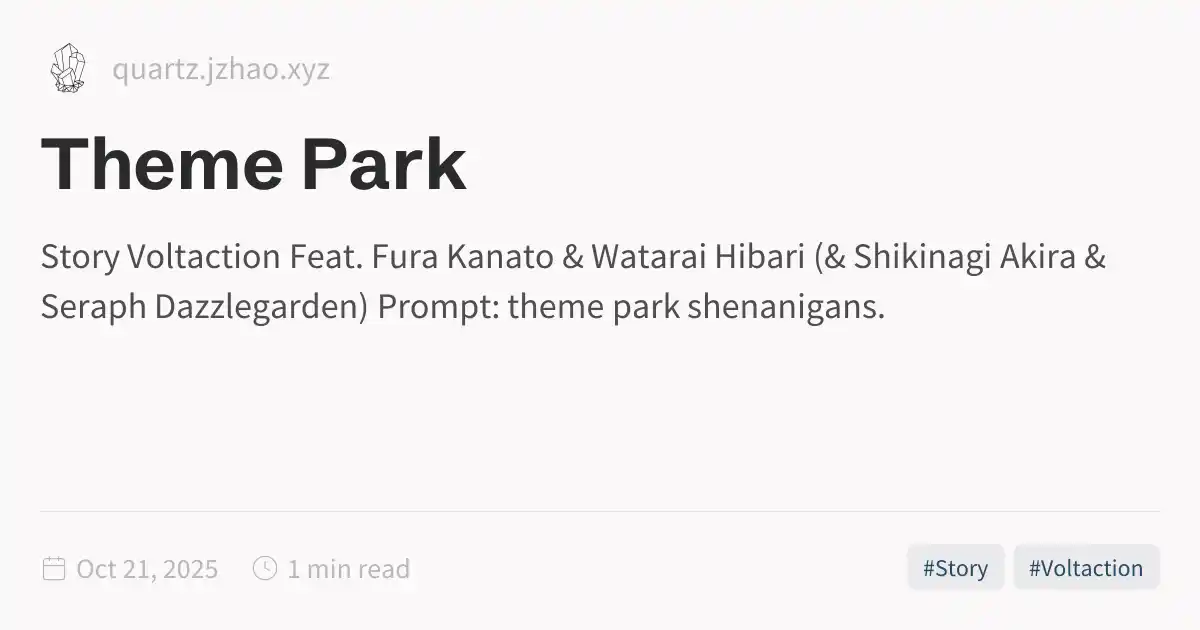 quartz.jzhao.xyz
Theme Park
Story Voltaction Feat. Fura Kanato & Watarai Hibari (& Shikinagi Akira &
Seraph Dazzlegarden) Prompt: theme park shenanigans.
Oct 21, 2025 1 min read #Story #Voltaction